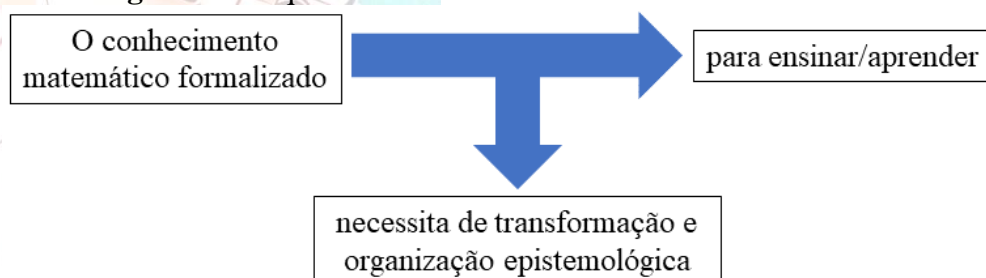 O conhecimento
matemático formalizado
para ensinar/aprender
necessita de transformação e
organização epistemológica